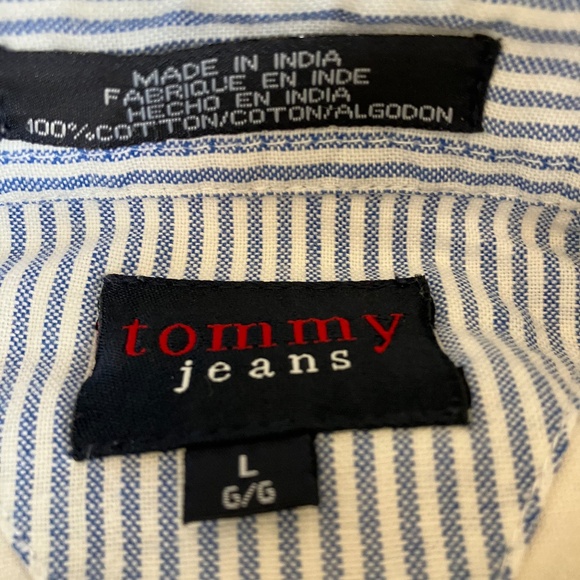 MADE IN INDIA
FABRIQUE EN INDE
HECHO EN INDIA
100%COTTON/COTON/ALGODON
tommy
jeans
L
G/G